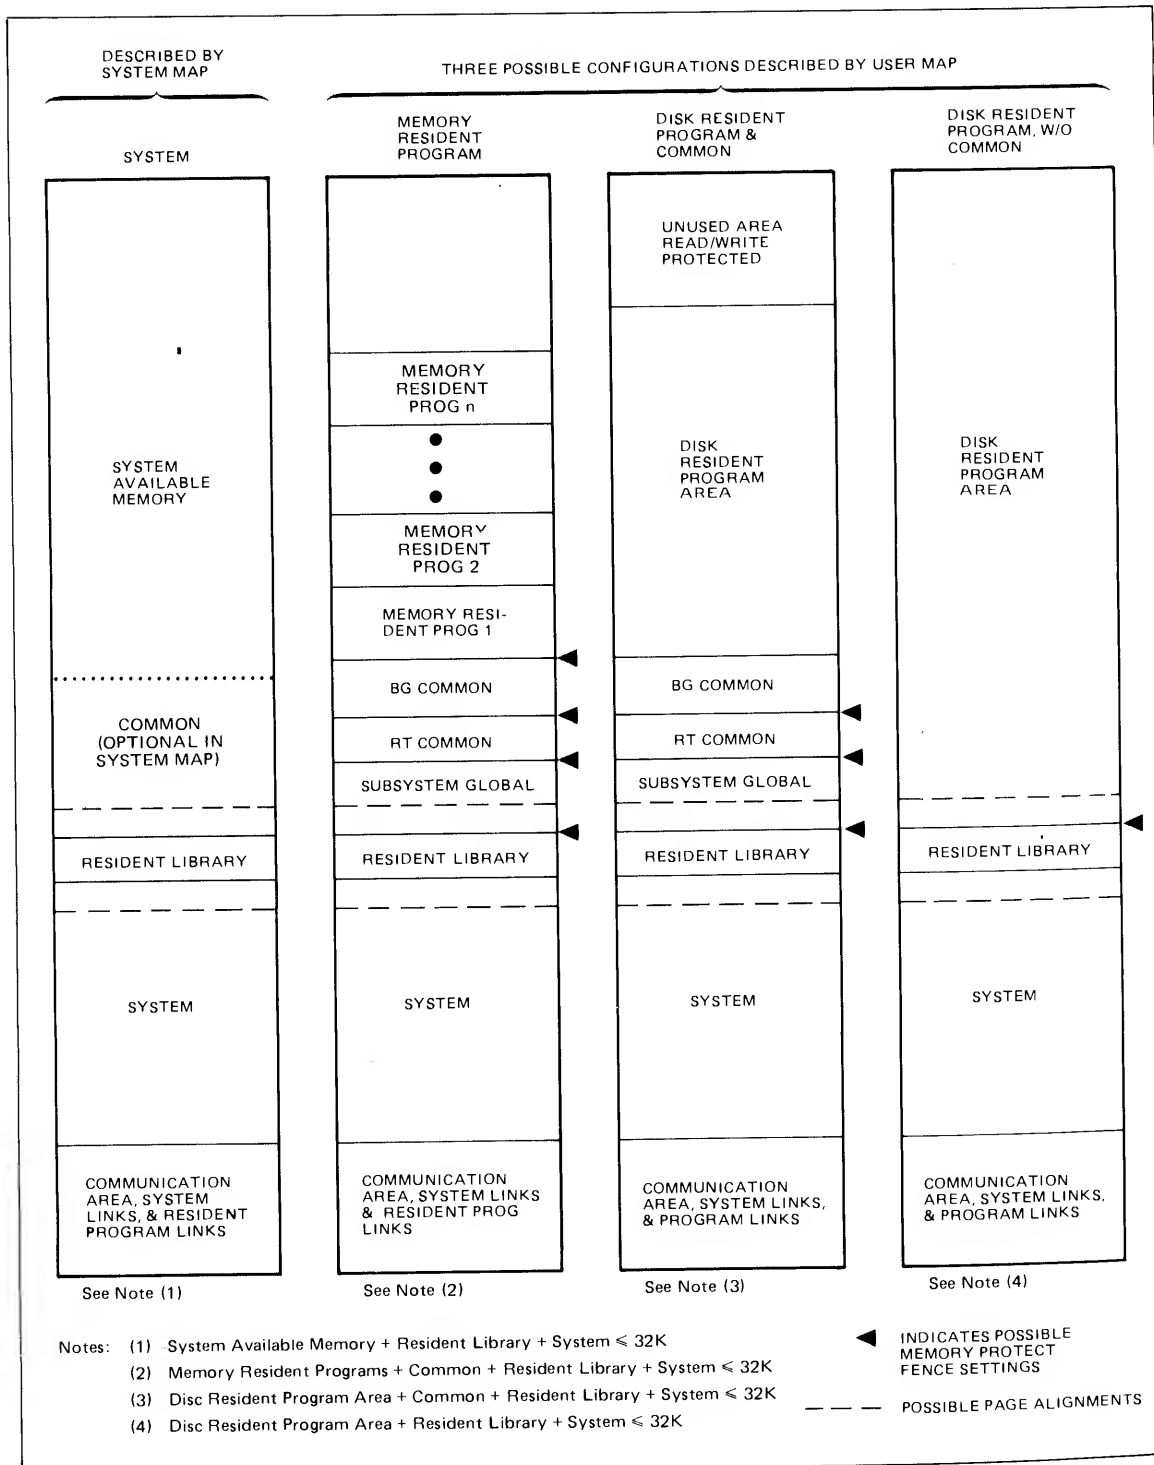 DESCRIBED BY
SYSTEM MAP
THREE POSSIBLE CONFIGURATIONS DESCRIBED BY USER MAP
SYSTEM
MEMORY
RESIDENT
PROGRAM
DISK RESIDENT
PROGRAM &
COMMON
DISK RESIDENT
PROGRAM, W/O
COMMON
SYSTEM
AVAILABLE
MEMORY
COMMON
(OPTIONAL IN
SYSTEM MAP)
RESIDENT LIBRARY
SYSTEM
COMMUNICATION
AREA, SYSTEM
LINKS, & RESIDENT
PROGRAM LINKS
See Note (1)
MEMORY
RESIDENT
PROG n
MEMORY
RESIDENT
PROG 2
MEMORY RESI-
DENT PROG 1
BG COMMON
RT COMMON
SUBSYSTEM GLOBAL
RESIDENT LIBRARY
SYSTEM
COMMUNICATION
AREA, SYSTEM LINKS
& RESIDENT PROG
LINKS
See Note (2)
UNUSED AREA
READ/WRITE
PROTECTED
DISK
RESIDENT
PROGRAM
AREA
BG COMMON
RT COMMON
SUBSYSTEM GLOBAL
RESIDENT LIBRARY
SYSTEM
COMMUNICATION
AREA, SYSTEM LINKS,
& PROGRAM LINKS
See Note (3)
DISK
RESIDENT
PROGRAM
AREA
RESIDENT LIBRARY
SYSTEM
COMMUNICATION
AREA, SYSTEM LINKS,
& PROGRAM LINKS
See Note (4)
Notes: (1) System Available Memory + Resident Library + System ⩽ 32K
(2) Memory Resident Programs + Common + Resident Library + System ⩽ 32K
(3) Disc Resident Program Area + Common + Resident Library + System ⩽ 32K
(4) Disc Resident Program Area + Resident Library + System ⩽ 32K
INDICATES POSSIBLE
MEMORY PROTECT
FENCE SETTINGS
POSSIBLE PAGE ALIGNMENTS